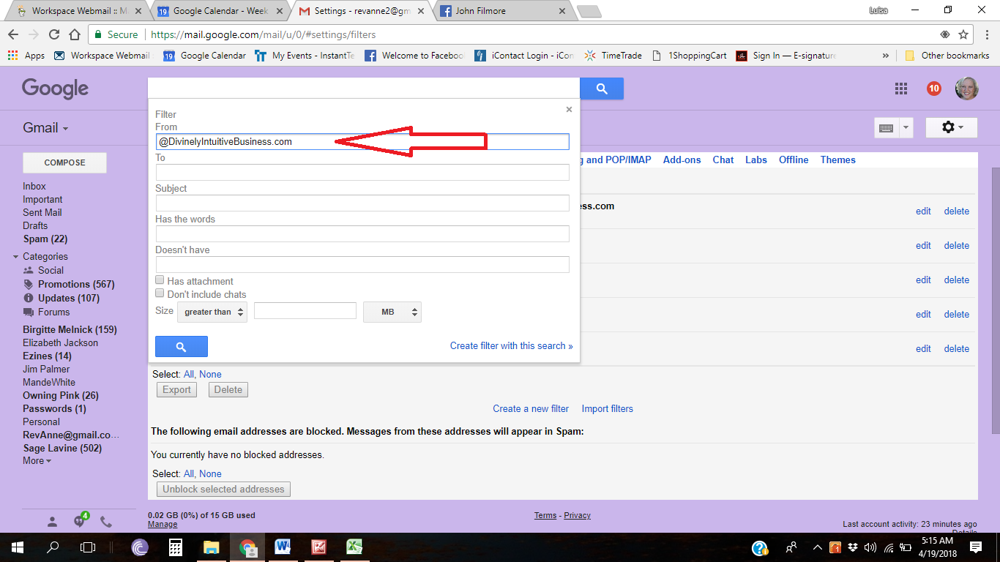 Workspace Webmail :: M
Google Calendar - Week
Settings - revanne2@gm
John Filmore
Luisa
Secure
https://mail.google.com/mail/u/0/#settings/filters
Apps
Workspace Webmail
Google Calendar
My Events - InstantTe
Welcome to Faceboo
iContact Login - iCon
TimeTrade
1ShoppingCart
Sign In — E-signature
»
Other bookmarks
Google
10
Gmail
COMPOSE
Inbox
Important
Sent Mail
Drafts
Spam (22)
Categories
Social
Promotions (567)
Updates (107)
Forums
Birgitte Melnick (159)
Elizabeth Jackson
Ezines (14)
Jim Palmer
MandeWhite
Owning Pink (26)
Passwords (1)
Personal
RevAnne@gmail.co…
Sage Lavine (502)
More
4
Filter
From
@DivinelyIntuitiveBusiness.com
To
Subject
Has the words
Doesn't have
Has attachment
Don't include chats
Size greater than MB
Create filter with this search »
g and POP/IMAP Add-ons Chat Labs Offline Themes
ess.com
edit delete
edit delete
edit delete
edit delete
edit delete
Select: All, None
Export Delete
Create a new filter Import filters
The following email addresses are blocked. Messages from these addresses will appear in Spam:
You currently have no blocked addresses.
Select: All, None
Unblock selected addresses
0.02 GB (0%) of 15 GB used
Manage
Terms - Privacy
Last account activity: 23 minutes ago
Details
5:15 AM
4/19/2018